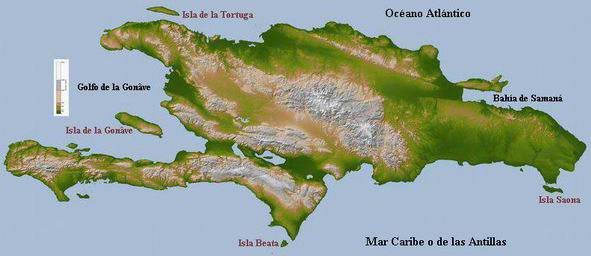 Isla de la Tortuga
Océano Atlántico
Golfo de la Gonâve
Bahía de Samaná
Isla de la Gonâve
Isla Saona
Isla Beata
Mar Caribe o de las Antillas